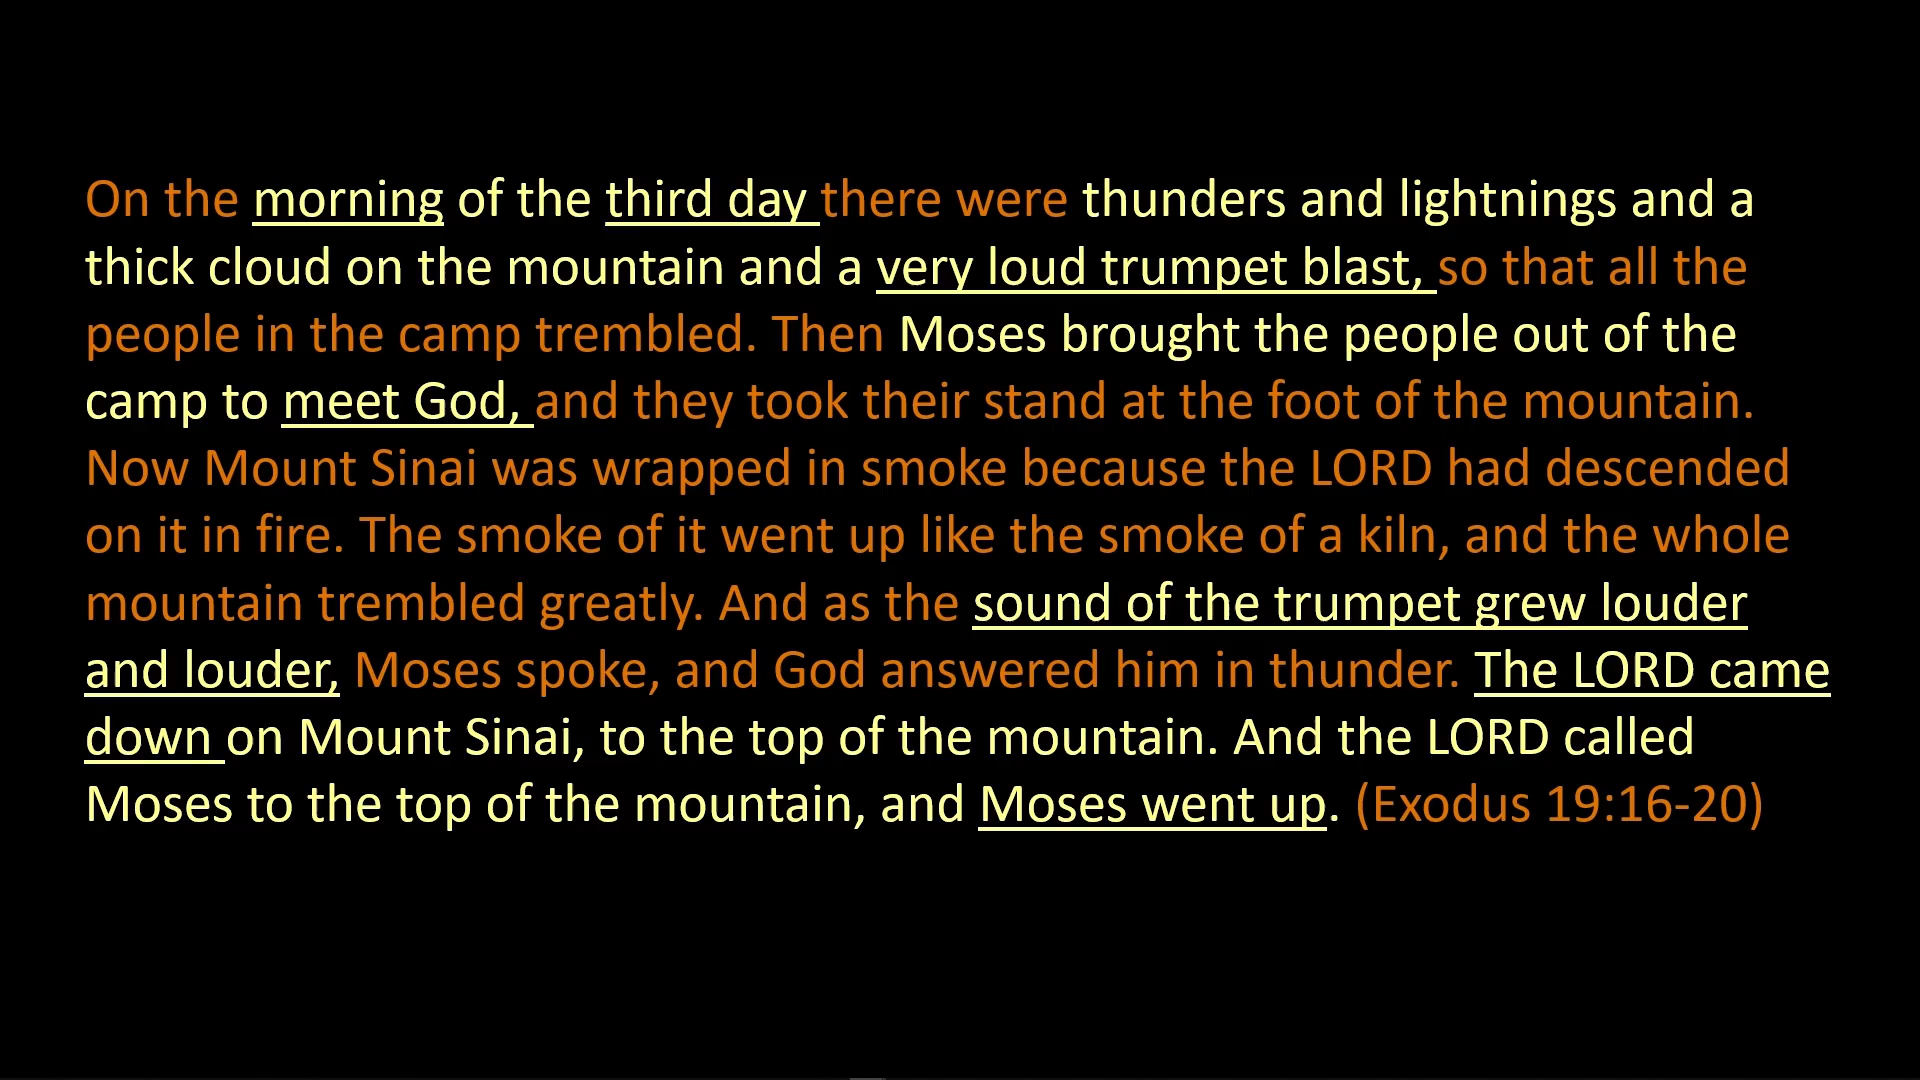 On the morning of the third day there were thunders and lightnings and a
thick cloud on the mountain and a very loud trumpet blast, so that all the
people in the camp trembled. Then Moses brought the people out of the
camp to meet God, and they took their stand at the foot of the mountain.
Now Mount Sinai was wrapped in smoke because the LORD had descended
on it in fire. The smoke of it went up like the smoke of a kiln, and the whole
mountain trembled greatly. And as the sound of the trumpet grew louder
and louder, Moses spoke, and God answered him in thunder. The LORD came
down on Mount Sinai, to the top of the mountain. And the LORD called
Moses to the top of the mountain, and Moses went up. (Exodus 19:16-20)